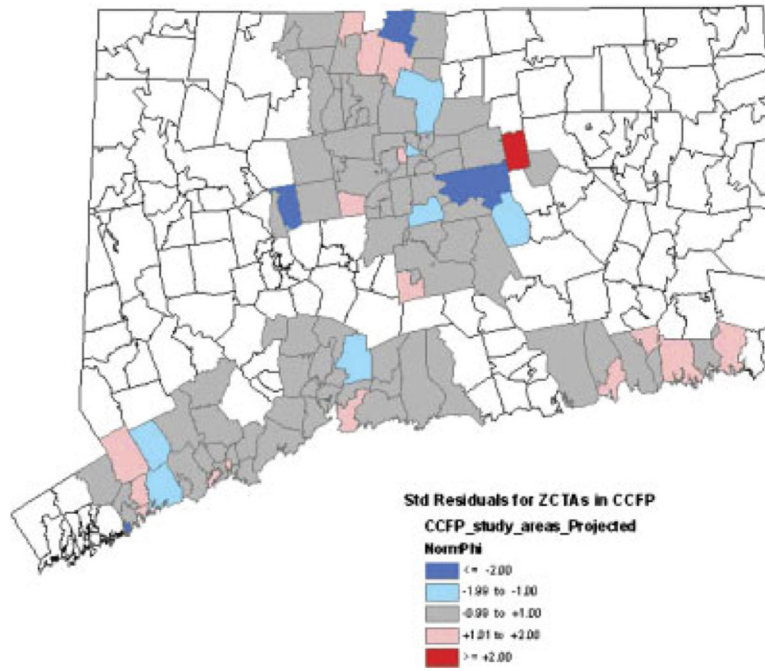 Std Residuals for ZCTAs in CCFP
CCFP_study_areas_Projected
NormPhi
<= -2.00
-1.99 to -1.00
-0.99 to +1.00
+1.01 to +2.00
>= +2.00